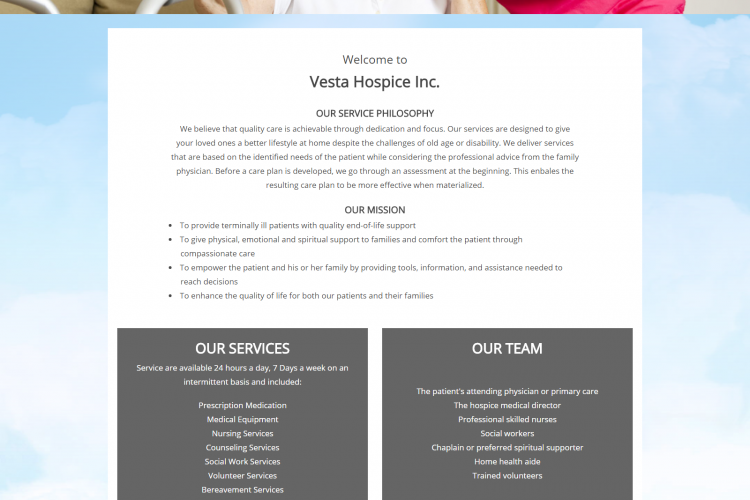 Welcome to
Vesta Hospice Inc.
OUR SERVICE PHILOSOPHY
We believe that quality care is achievable through dedication and focus. Our services are designed to give
your loved ones a better lifestyle at home despite the challenges of old age or disability. We deliver services
that are based on the identified needs of the patient while considering the professional advice from the family
physician. Before a care plan is developed, we go through an assessment at the beginning. This enbales the
resulting care plan to be more effective when materialized.
OUR MISSION
• To provide terminally ill patients with quality end-of-life support
• To give physical, emotional and spiritual support to families and comfort the patient through
compassionate care
• To empower the patient and his or her family by providing tools, information, and assistance needed to
reach decisions
• To enhance the quality of life for both our patients and their families
OUR SERVICES
Service are available 24 hours a day, 7 Days a week on an
intermittent basis and included:
Prescription Medication
Medical Equipment
Nursing Services
Counseling Services
Social Work Services
Volunteer Services
Bereavement Services
OUR TEAM
The patient's attending physician or primary care
The hospice medical director
Professional skilled nurses
Social workers
Chaplain or preferred spiritual supporter
Home health aide
Trained volunteers